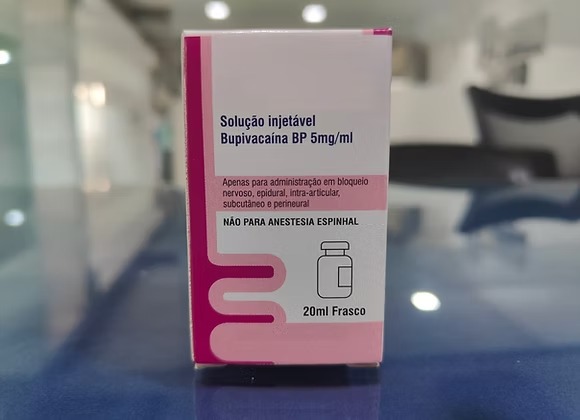 Solução injetável
Bupivacaína BP 5mg/ml
Apenas para administração em bloqueio
nervoso, epidural, intra-articular,
subcutâneo e perineural
NÃO PARA ANESTESIA ESPINHAL
20ml Frasco